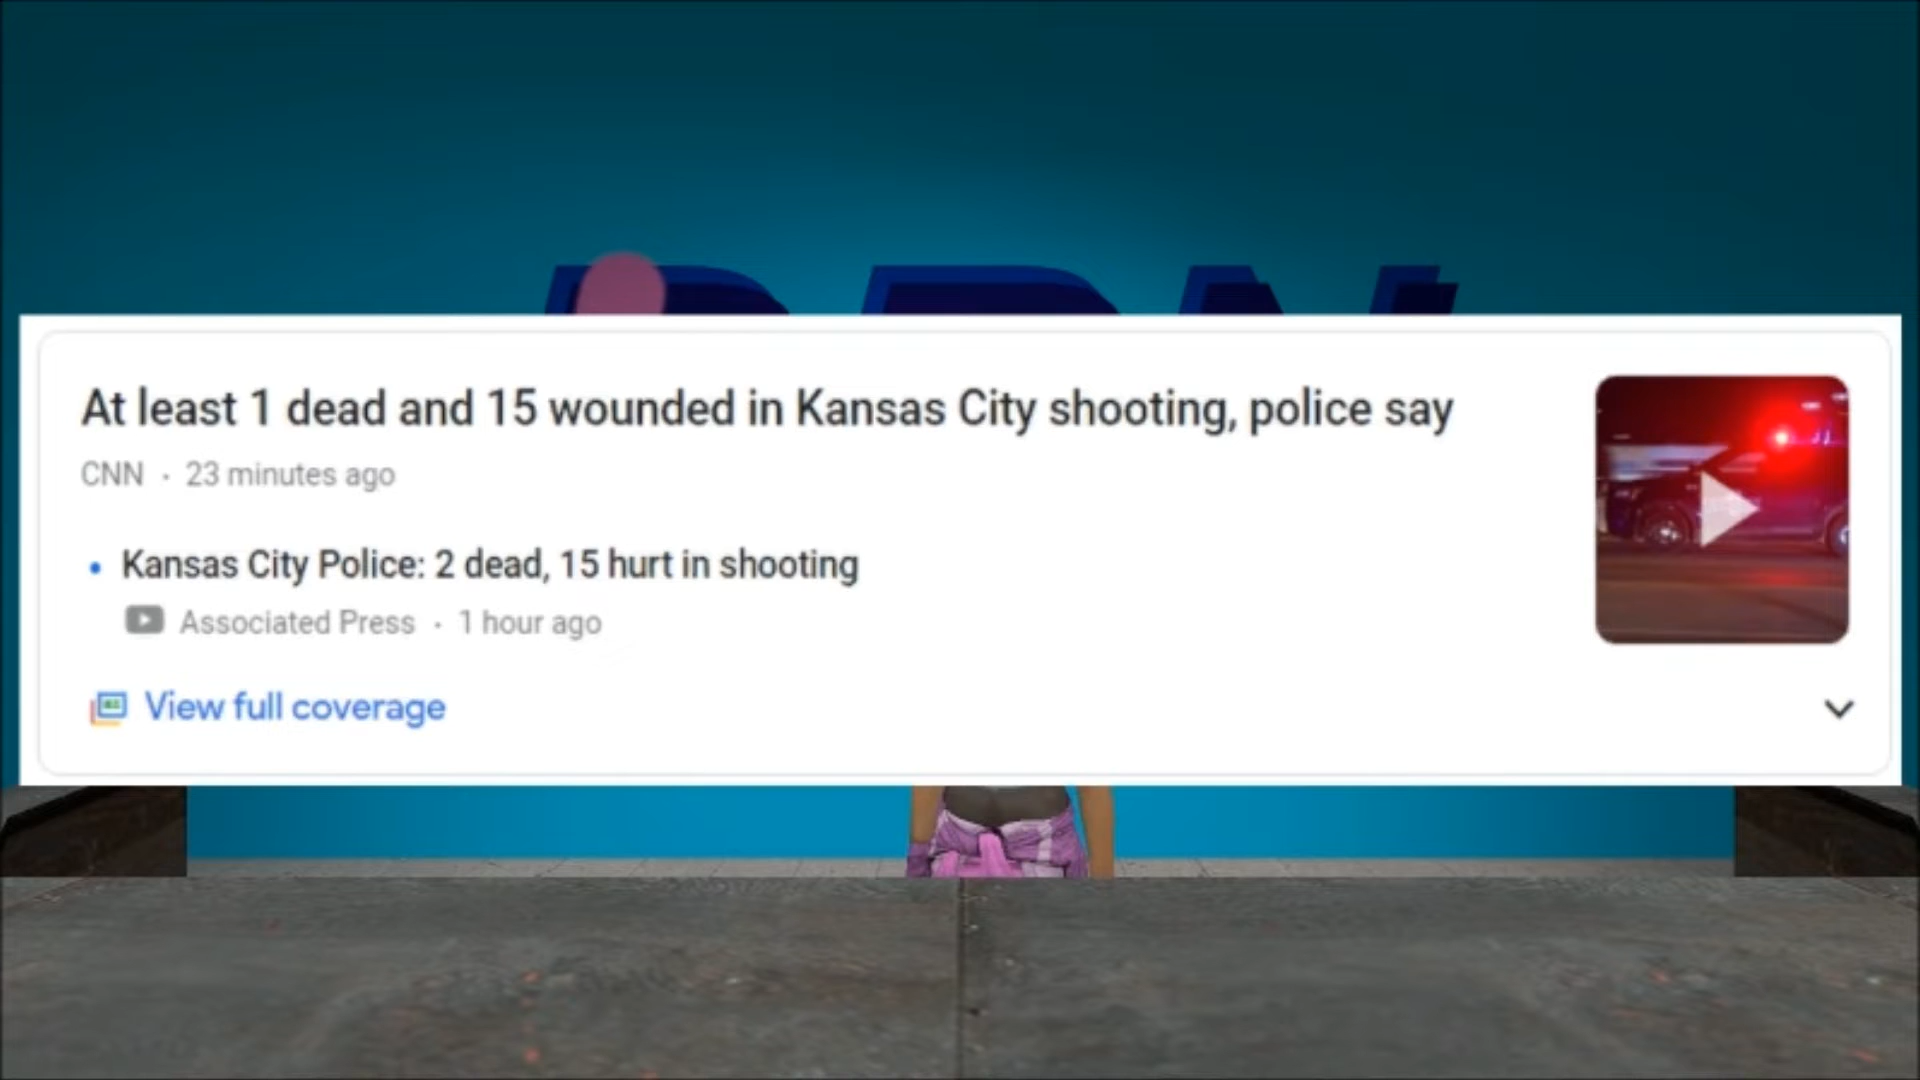 At least 1 dead and 15 wounded in Kansas City shooting, police say
CNN · 23 minutes ago
Kansas City Police: 2 dead, 15 hurt in shooting
Associated Press · 1 hour ago
View full coverage